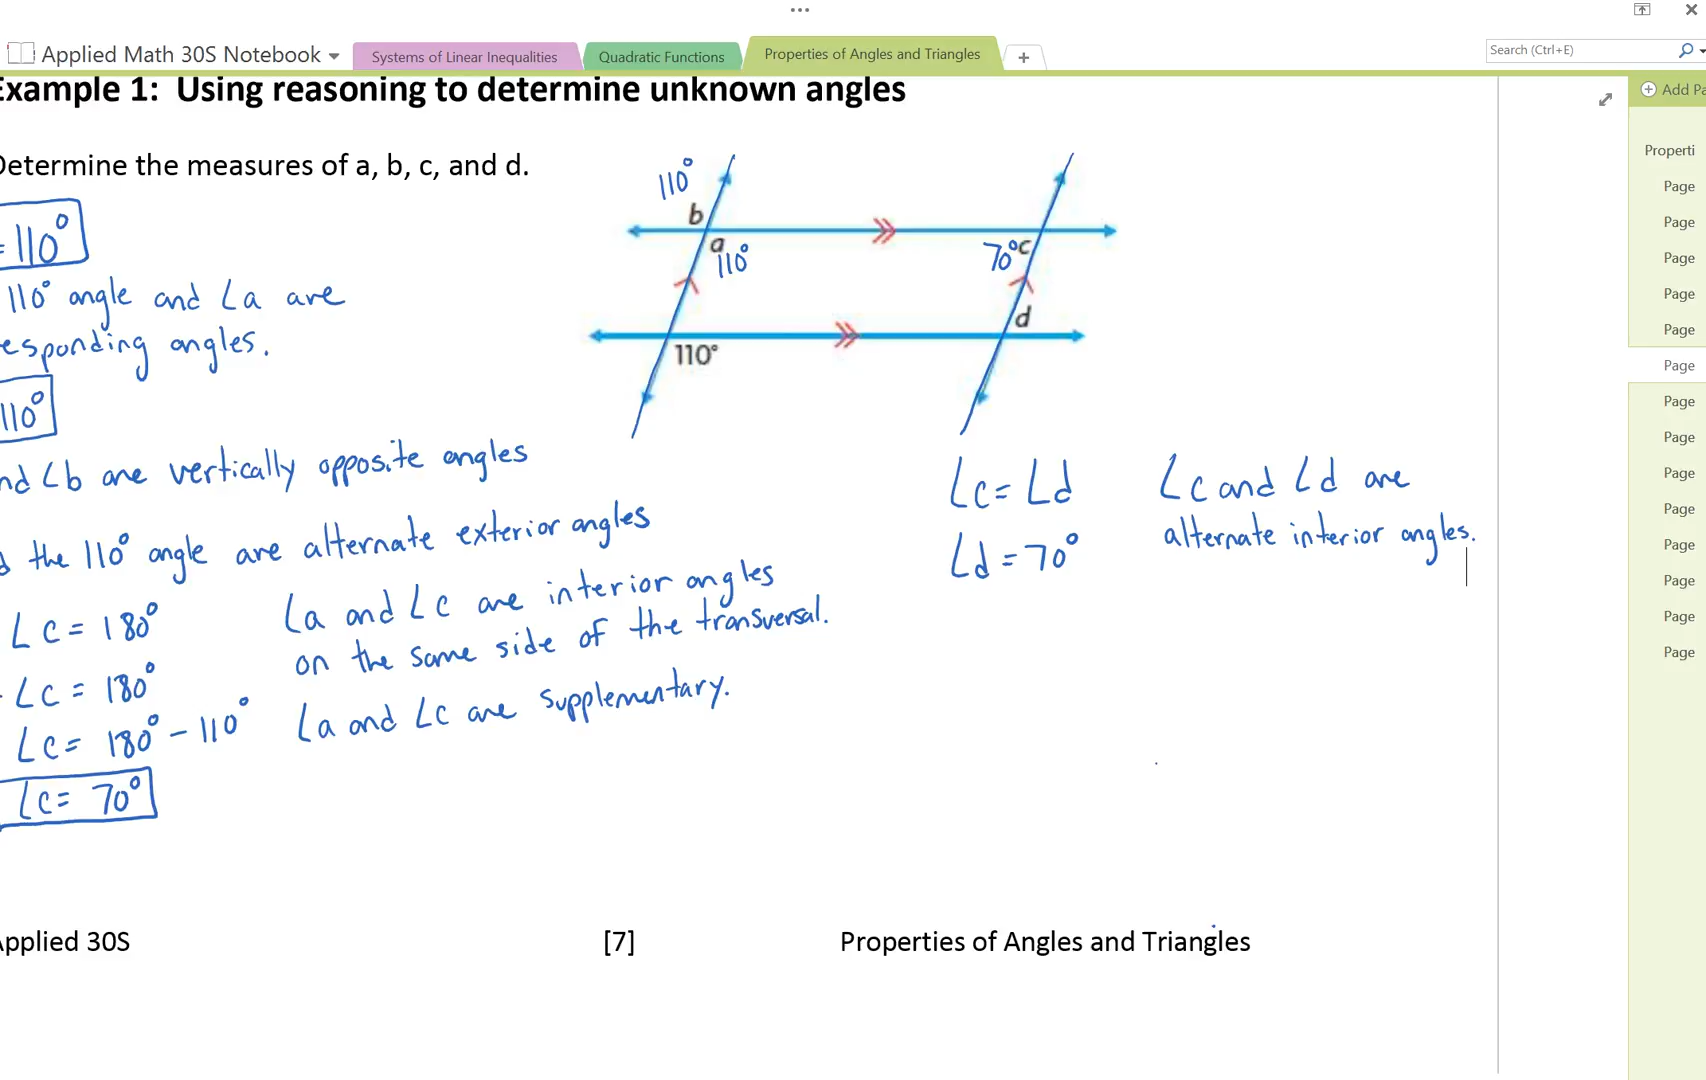 Applied Math 30S Notebook
Systems of Linear Inequalities
Quadratic Functions
Properties of Angles and Triangles
+
Search (Ctrl+E)
Example 1: Using reasoning to determine unknown angles
Add Pa
Determine the measures of a, b, c, and d.
Properti
Page
Page
Page
Page
Page
Page
Page
Page
Page
Page
Page
Page
Page
Page
110°
b
a
110°
70°
c
d
110°
= 110°
110° angle and ∠a are
esponding angles.
110°
nd ∠b are vertically opposite angles
d the 110° angle are alternate exterior angles
∠c = 180°
∠a and ∠c are interior angles
on the same side of the transversal.
∠c = 180°
∠c = 180° - 110°
∠a and ∠c are supplementary.
∠c = 70°
∠c = ∠d
∠c and ∠d are
alternate interior angles.
∠d = 70°
Applied 30S
[7]
Properties of Angles and Triangles